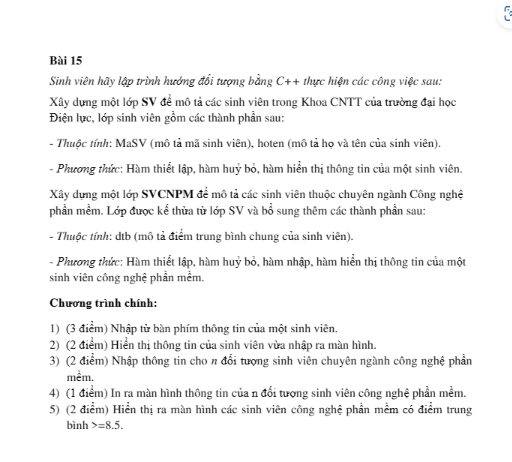 Bài 15
Sinh viên hãy lập trình hướng đối tượng bằng C++ thực hiện các công việc sau:
Xây dựng một lớp SV để mô tả các sinh viên trong Khoa CNTT của trường đại học
Điện lực, lớp sinh viên gồm các thành phần sau:
- Thuộc tính: MaSV (mô tả mã sinh viên), hoten (mô tả họ và tên của sinh viên).
- Phương thức: Hàm thiết lập, hàm huỷ bỏ, hàm hiển thị thông tin của một sinh viên.
Xây dựng một lớp SVCNPM để mô tả các sinh viên thuộc chuyên ngành Công nghệ
phần mềm. Lớp được kế thừa từ lớp SV và bổ sung thêm các thành phần sau:
- Thuộc tính: dtb (mô tả điểm trung bình chung của sinh viên).
- Phương thức: Hàm thiết lập, hàm huỷ bỏ, hàm nhập, hàm hiển thị thông tin của một
sinh viên công nghệ phần mềm.
Chương trình chính:
1) (3 điểm) Nhập từ bàn phím thông tin của một sinh viên.
2) (2 điểm) Hiển thị thông tin của sinh viên vừa nhập ra màn hình.
3) (2 điểm) Nhập thông tin cho n đối tượng sinh viên chuyên ngành công nghệ phần
mềm.
4) (1 điểm) In ra màn hình thông tin của n đối tượng sinh viên công nghệ phần mềm.
5) (2 điểm) Hiển thị ra màn hình các sinh viên công nghệ phần mềm có điểm trung
bình >=8.5.